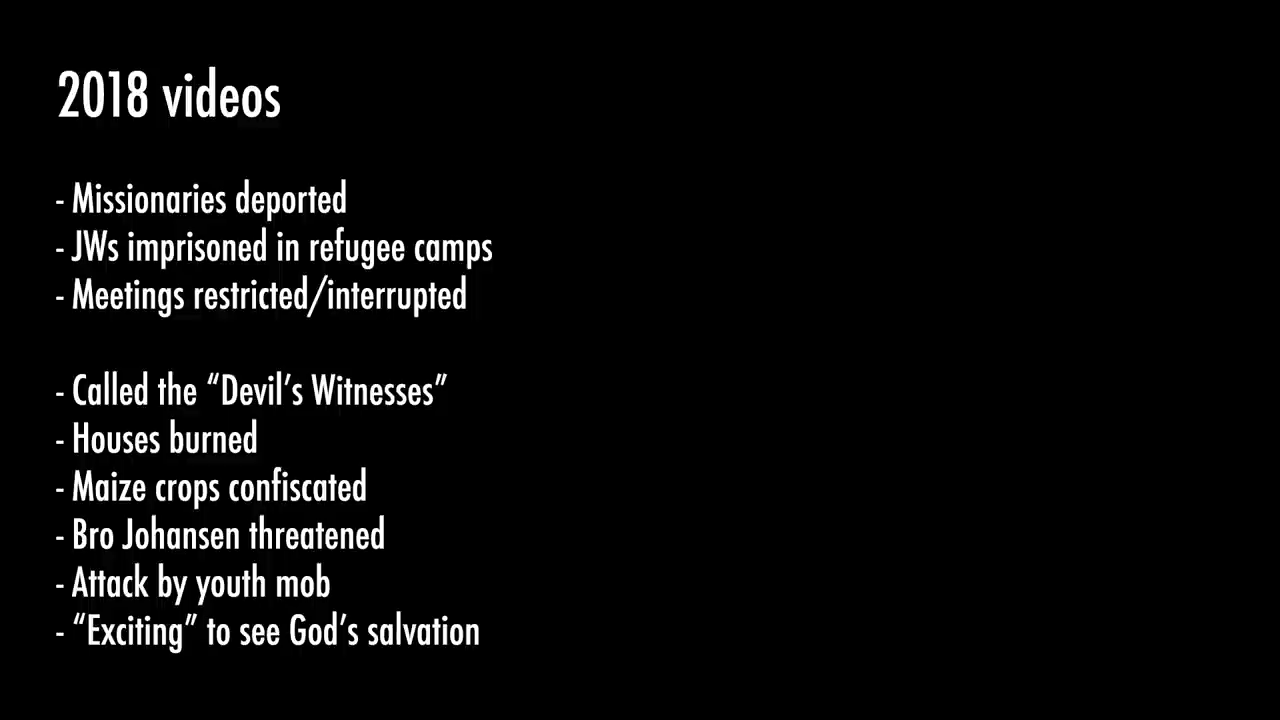 2018 videos
- Missionaries deported
- JWs imprisoned in refugee camps
- Meetings restricted/interrupted
- Called the “Devil’s Witnesses”
- Houses burned
- Maize crops confiscated
- Bro Johansen threatened
- Attack by youth mob
- “Exciting” to see God’s salvation